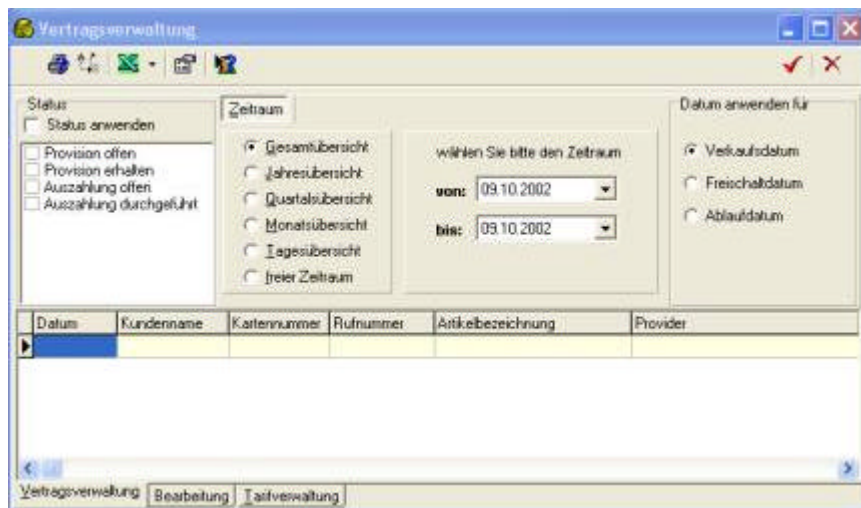 Vertragsverwaltung
Status
Status anwenden
Provision offen
Provision erhalten
Auszahlung offen
Auszahlung durchgeführt
Zeitraum
Gesamtübersicht
Jahresübersicht
Quartalsübersicht
Monatsübersicht
Tagesübersicht
freier Zeitraum
wählen Sie bitte den Zeitraum
von: 09.10.2002
bis: 09.10.2002
Datum anwenden für
Verkaufsdatum
Freischaltdatum
Ablaufdatum
Datum Kundenname Kartennummer Rufnummer Artikelbezeichnung Provider
Vertragsverwaltung Bearbeitung Tarifverwaltung